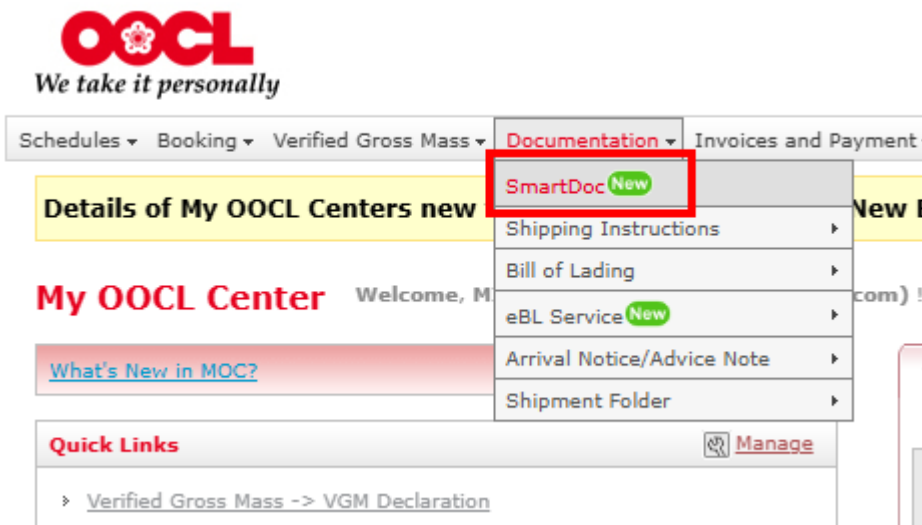 OOCL
We take it personally
Schedules Booking Verified Gross Mass Documentation Invoices and Payment
SmartDoc New
Details of My OOCL Centers new New
Shipping Instructions
Bill of Lading
My OOCL Center Welcome, com) !
eBL Service New
Arrival Notice/Advice Note
What's New in MOC?
Shipment Folder
Quick Links Manage
Verified Gross Mass -> VGM Declaration